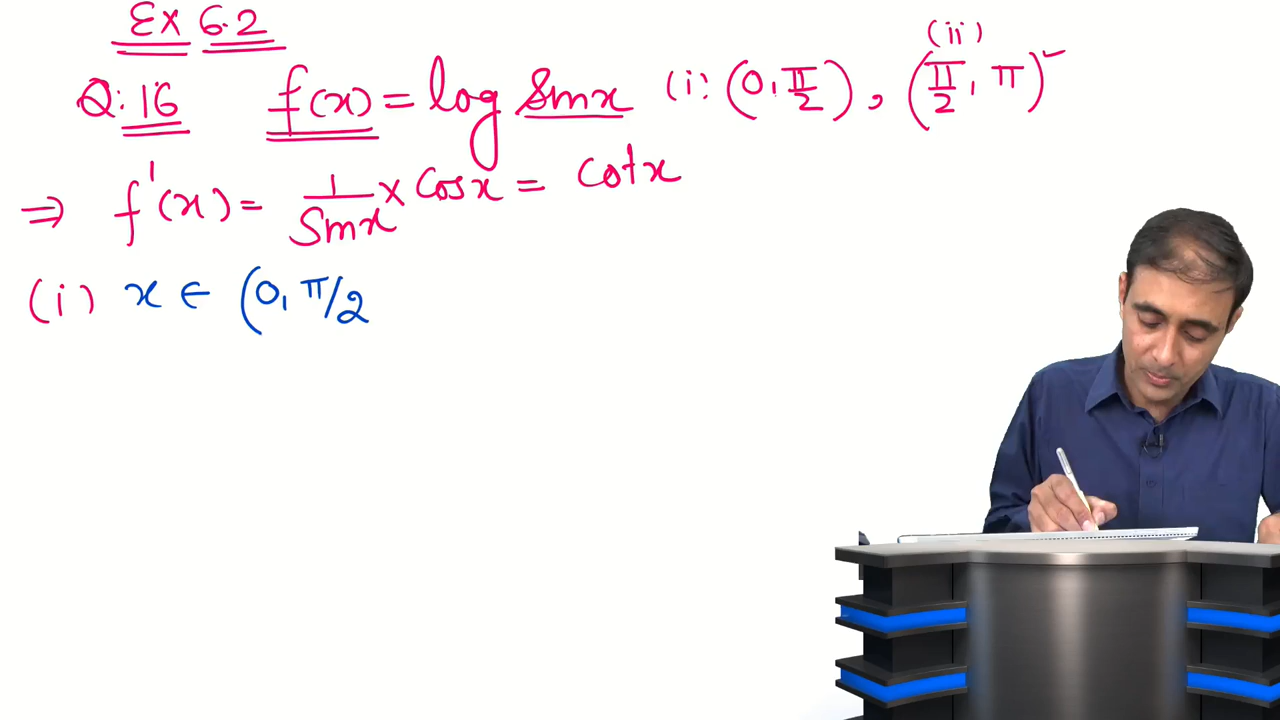 Ex 6.2
Q: 16 f(x) = log Sinx (i: (0, π/2), (ii) (π/2, π)
⇒ f'(x) = 1/Sinx × Cosx = Cotx
(i) x ∈ (0, π/2